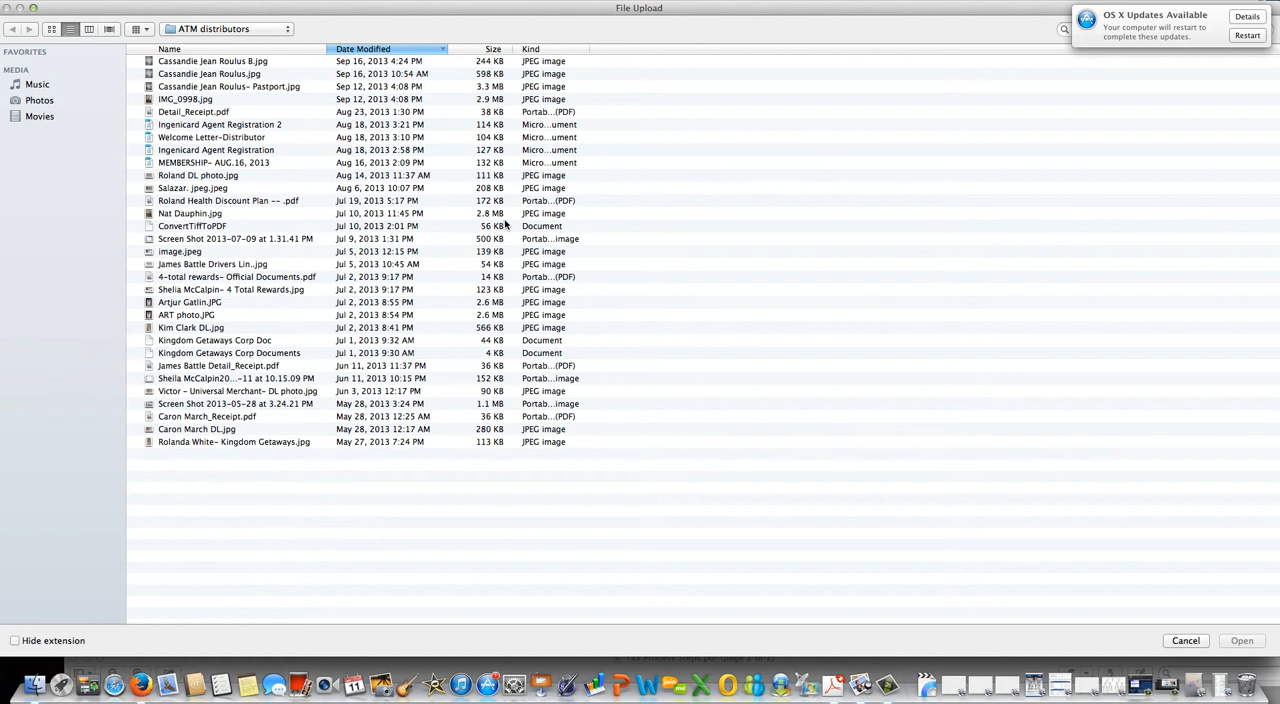 File Upload
ATM distributors
OS X Updates Available
Your computer will restart to complete these updates.
Details
Restart
FAVORITES
MEDIA
Music
Photos
Movies
Name Date Modified Size Kind
Cassandie Jean Roulus B.jpg Sep 16, 2013 4:24 PM 244 KB JPEG image
Cassandie Jean Roulus.jpg Sep 16, 2013 10:54 AM 598 KB JPEG image
Cassandie Jean Roulus- Pastport.jpg Sep 12, 2013 4:08 PM 3.3 MB JPEG image
IMG_0998.jpg Sep 12, 2013 4:08 PM 2.9 MB JPEG image
Detail_Receipt.pdf Aug 23, 2013 1:30 PM 38 KB Portab...(PDF)
Ingenicard Agent Registration 2 Aug 18, 2013 3:21 PM 114 KB Micro...ument
Welcome Letter-Distributor Aug 18, 2013 3:10 PM 104 KB Micro...ument
Ingenicard Agent Registration Aug 18, 2013 2:58 PM 127 KB Micro...ument
MEMBERSHIP- AUG.16, 2013 Aug 16, 2013 2:09 PM 132 KB Micro...ument
Roland DL photo.jpg Aug 14, 2013 11:37 AM 111 KB JPEG image
Salazar. jpeg.jpeg Aug 6, 2013 10:07 PM 208 KB JPEG image
Roland Health Discount Plan -- .pdf Jul 19, 2013 5:17 PM 172 KB Portab...(PDF)
Nat Dauphin.jpg Jul 10, 2013 11:45 PM 2.8 MB JPEG image
ConvertTiffToPDF Jul 10, 2013 2:01 PM 56 KB Document
Screen Shot 2013-07-09 at 1.31.41 PM Jul 9, 2013 1:31 PM 500 KB Portab...image
image.jpeg Jul 5, 2013 12:15 PM 139 KB JPEG image
James Battle Drivers Lin..jpg Jul 5, 2013 10:45 AM 54 KB JPEG image
4-total rewards- Official Documents.pdf Jul 2, 2013 9:17 PM 14 KB Portab...(PDF)
Shelia McCalpin- 4 Total Rewards.jpg Jul 2, 2013 9:17 PM 123 KB JPEG image
Artjur Gatlin.JPG Jul 2, 2013 8:55 PM 2.6 MB JPEG image
ART photo.JPG Jul 2, 2013 8:54 PM 2.6 MB JPEG image
Kim Clark DL.jpg Jul 2, 2013 8:41 PM 566 KB JPEG image
Kingdom Getaways Corp Doc Jul 1, 2013 9:32 AM 44 KB Document
Kingdom Getaways Corp Documents Jul 1, 2013 9:30 AM 4 KB Document
James Battle Detail_Receipt.pdf Jun 11, 2013 11:37 PM 36 KB Portab...(PDF)
Sheila McCalpin20...-11 at 10.15.09 PM Jun 11, 2013 10:15 PM 152 KB Portab...image
Victor - Universal Merchant- DL photo.jpg Jun 3, 2013 12:17 PM 90 KB JPEG image
Screen Shot 2013-05-28 at 3.24.21 PM May 28, 2013 3:24 PM 1.1 MB Portab...image
Caron March_Receipt.pdf May 28, 2013 12:25 AM 36 KB Portab...(PDF)
Caron March DL.jpg May 28, 2013 12:17 AM 280 KB JPEG image
Rolanda White- Kingdom Getaways.jpg May 27, 2013 7:24 PM 113 KB JPEG image
Hide extension
Cancel
Open